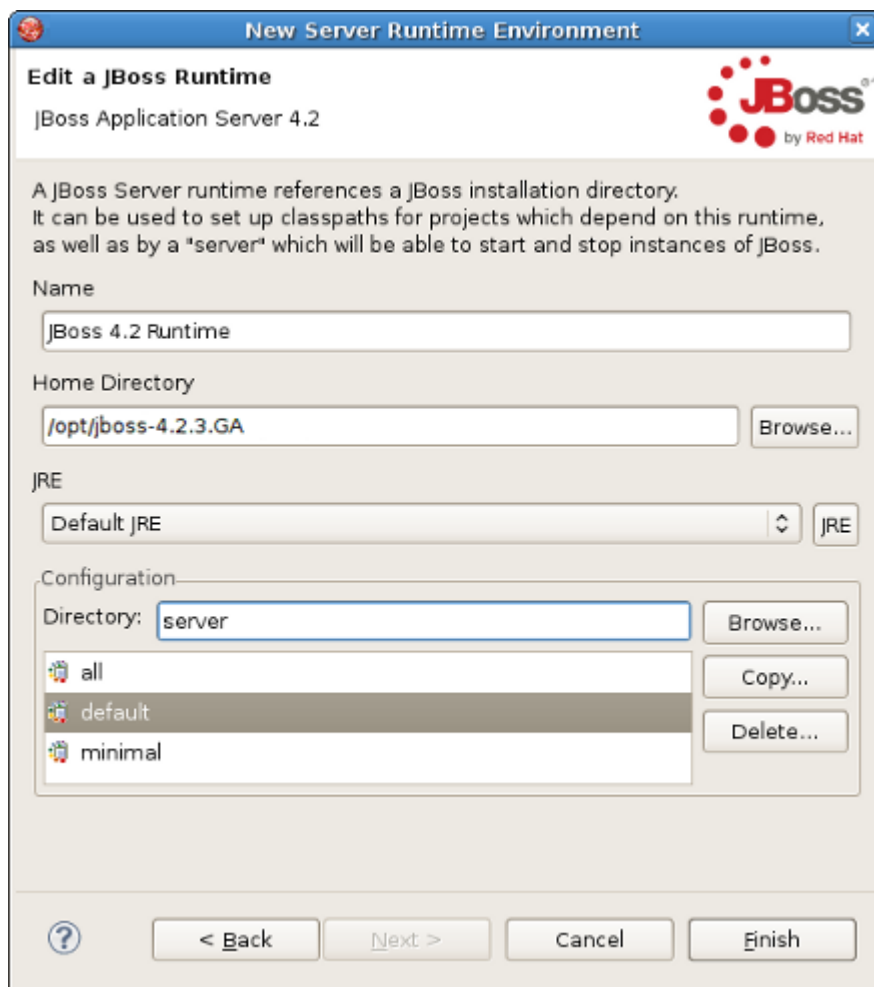 New Server Runtime Environment
Edit a JBoss Runtime
JBoss Application Server 4.2
JBoss
by Red Hat
A JBoss Server runtime references a JBoss installation directory.
It can be used to set up classpaths for projects which depend on this runtime,
as well as by a "server" which will be able to start and stop instances of JBoss.
Name
JBoss 4.2 Runtime
Home Directory
/opt/jboss-4.2.3.GA
Browse...
JRE
Default JRE
JRE
Configuration
Directory:
server
Browse...
all
Copy...
default
Delete...
minimal
?
< Back
Next >
Cancel
Finish